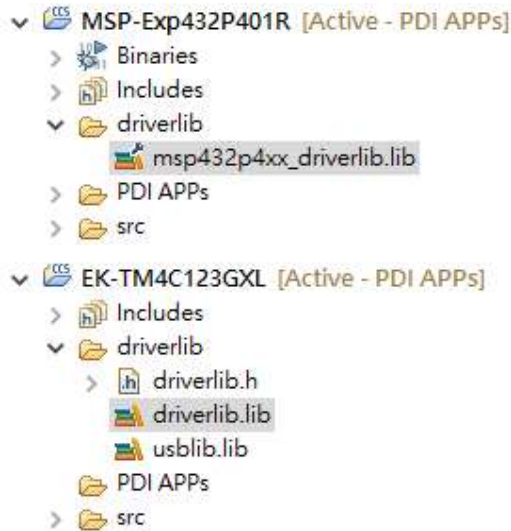 MSP-Exp432P401R [Active - PDI APPs]
Binaries
Includes
driverlib
msp432p4xx_driverlib.lib
PDI APPs
src
EK-TM4C123GXL [Active - PDI APPs]
Includes
driverlib
driverlib.h
driverlib.lib
usblib.lib
PDI APPs
src